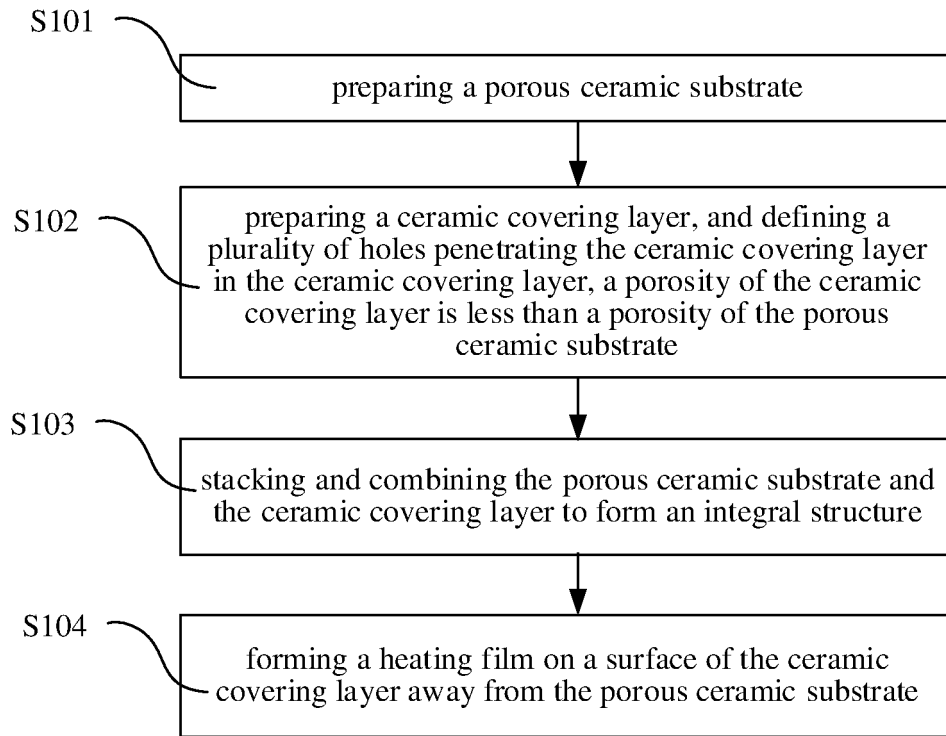 S101
preparing a porous ceramic substrate
S102
preparing a ceramic covering layer, and defining a
plurality of holes penetrating the ceramic covering layer
in the ceramic covering layer, a porosity of the ceramic
covering layer is less than a porosity of the porous
ceramic substrate
S103
stacking and combining the porous ceramic substrate and
the ceramic covering layer to form an integral structure
S104
forming a heating film on a surface of the ceramic
covering layer away from the porous ceramic substrate